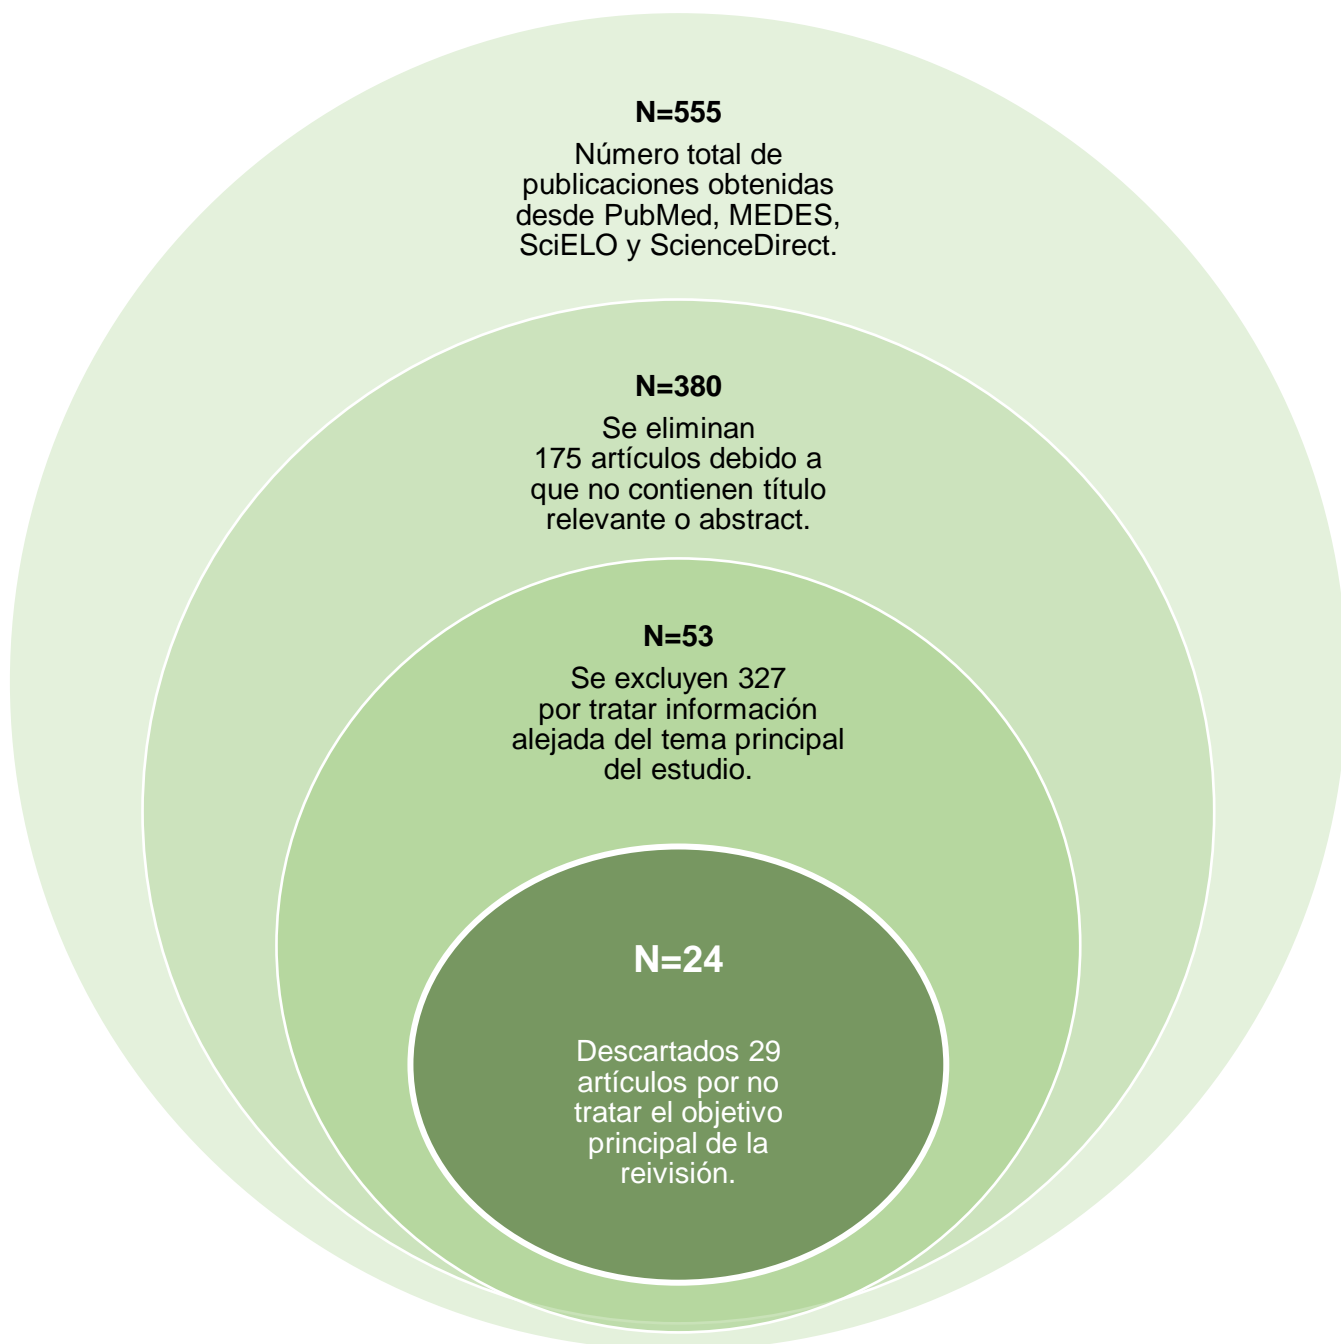 N=555
Número total de
publicaciones obtenidas
desde PubMed, MEDES,
SciELO y ScienceDirect.
N=380
Se eliminan
175 artículos debido a
que no contienen título
relevante o abstract.
N=53
Se excluyen 327
por tratar información
alejada del tema principal
del estudio.
N=24
Descartados 29
artículos por no
tratar el objetivo
principal de la
reivisión.